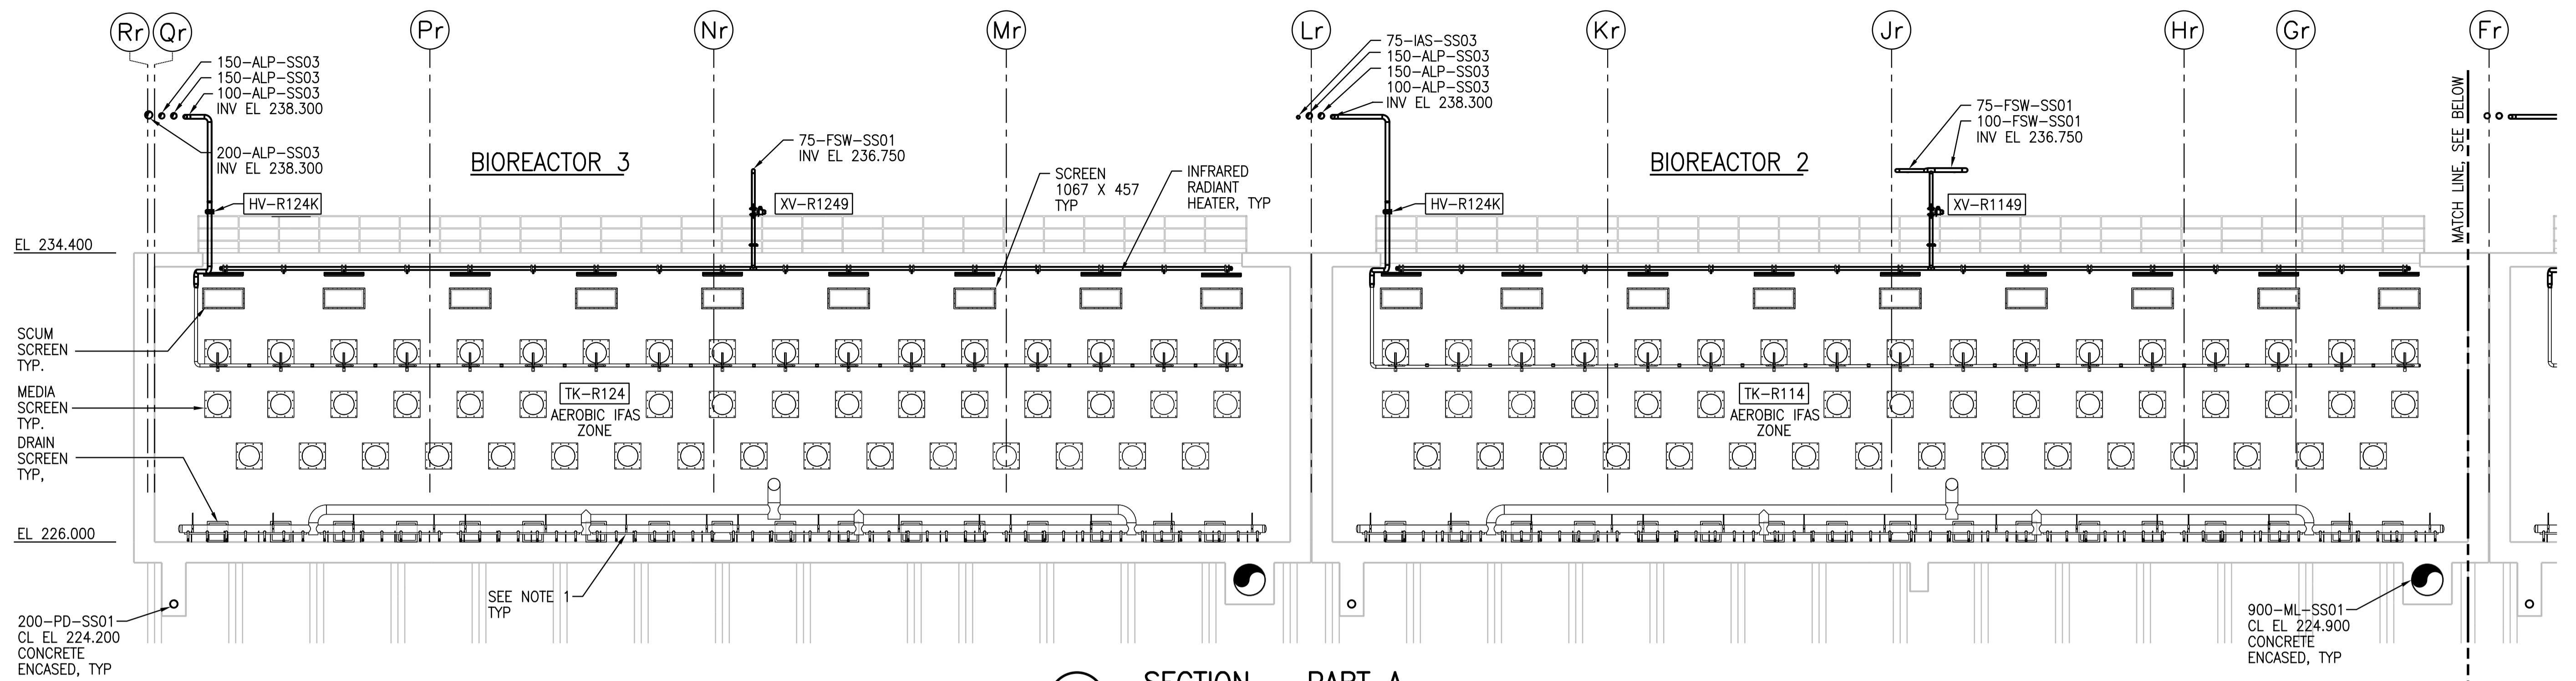 Rr
Qr
Pr
Nr
Mr
Lr
Kr
Jr
Hr
Gr
Fr
150-ALP-SS03
150-ALP-SS03
100-ALP-SS03
INV EL 238.300
200-ALP-SS03
INV EL 238.300
HV-R124K
BIOREACTOR 3
75-FSW-SS01
INV EL 236.750
XV-R1249
SCREEN
1067 X 457
TYP
INFRARED
RADIANT
HEATER, TYP
75-IAS-SS03
150-ALP-SS03
150-ALP-SS03
100-ALP-SS03
INV EL 238.300
HV-R124K
BIOREACTOR 2
75-FSW-SS01
100-FSW-SS01
INV EL 236.750
XV-R1149
MATCH LINE, SEE BELOW
EL 234.400
SCUM
SCREEN
TYP.
MEDIA
SCREEN
TYP.
DRAIN
SCREEN
TYP,
TK-R124
AEROBIC IFAS
ZONE
TK-R114
AEROBIC IFAS
ZONE
EL 226.000
200-PD-SS01
CL EL 224.200
CONCRETE
ENCASED, TYP
SEE NOTE 1
TYP
900-ML-SS01
CL EL 224.900
CONCRETE
ENCASED, TYP
SECTION - PART A